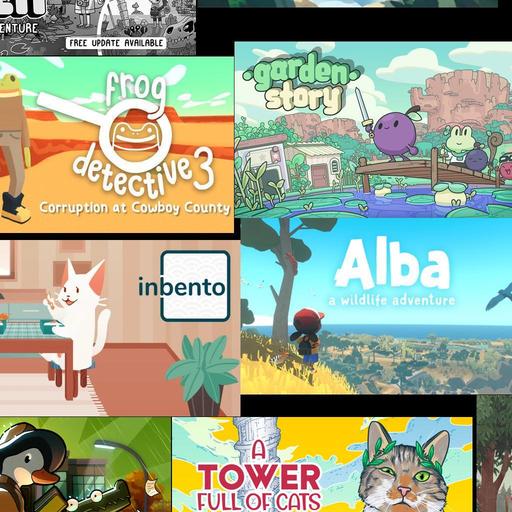 ENTURE
FREE UPDATE AVAILABLE
frog
detective 3
Corruption at Cowboy County
garden
story
inbento
Alba
a wildlife adventure
A
TOWER
FULL OF CATS